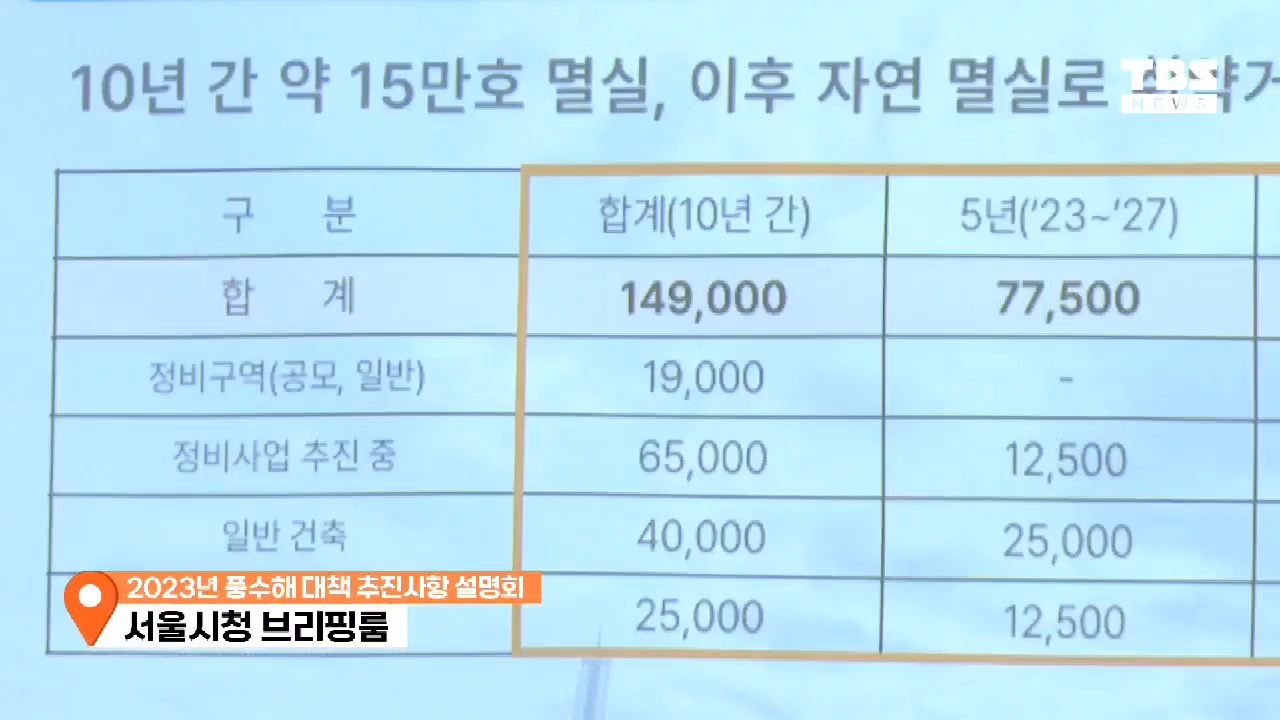 10년 간 약 15만호 멸실, 이후 자연 멸실로
TBS
NEWS
구 분 합계(10년 간) 5년('23~'27)
합 계 149,000 77,500
정비구역(공모, 일반) 19,000 -
정비사업 추진 중 65,000 12,500
일반 건축 40,000 25,000
25,000 12,500
2023년 풍수해 대책 추진사항 설명회
서울시청 브리핑룸